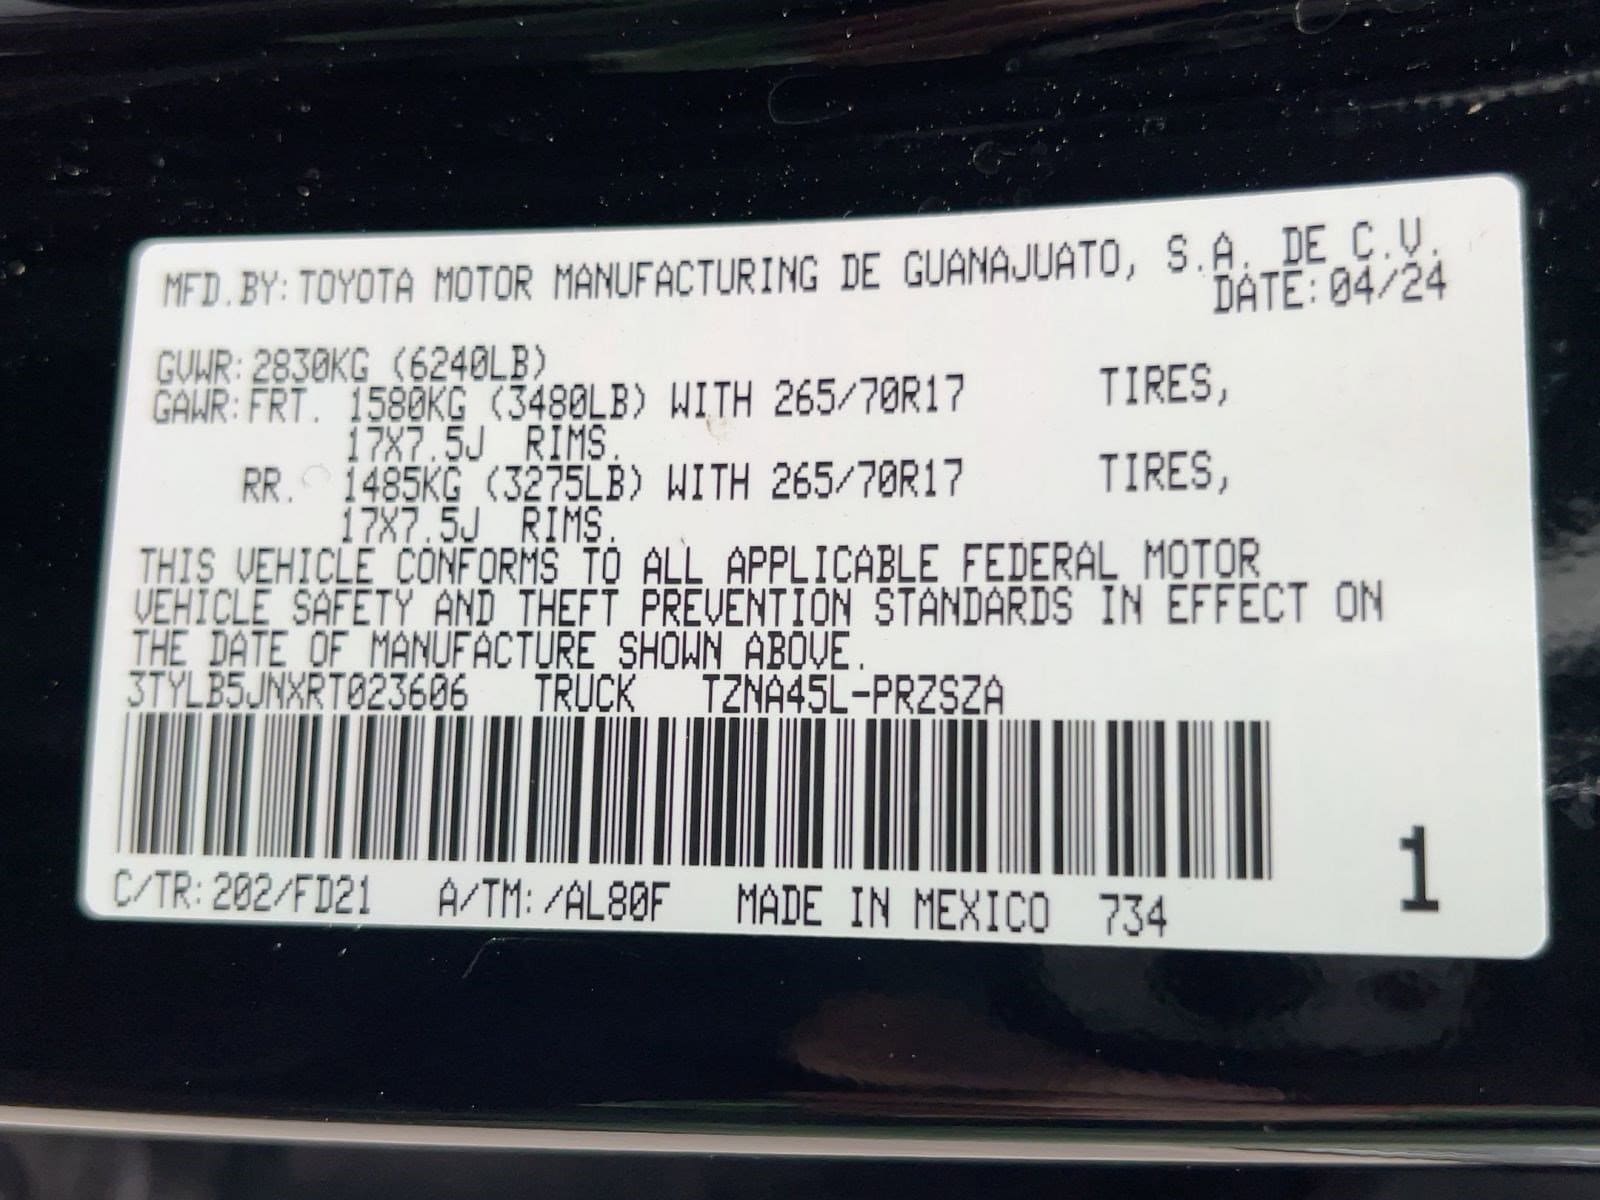 MFD.BY:TOYOTA MOTOR MANUFACTURING DE GUANAJUATO, S.A. DE C.V.
DATE:04/24
GVWR:2830KG (6240LB)
GAWR:FRT. 1580KG (3480LB) WITH 265/70R17 TIRES,
17X7.5J RIMS.
RR. 1485KG (3275LB) WITH 265/70R17 TIRES,
17X7.5J RIMS.
THIS VEHICLE CONFORMS TO ALL APPLICABLE FEDERAL MOTOR
VEHICLE SAFETY AND THEFT PREVENTION STANDARDS IN EFFECT ON
THE DATE OF MANUFACTURE SHOWN ABOVE.
3TYLB5JNXRT023606 TRUCK TZNA45L-PRZSZA
C/TR:202/FD21 A/TM:/AL80F MADE IN MEXICO 734
1